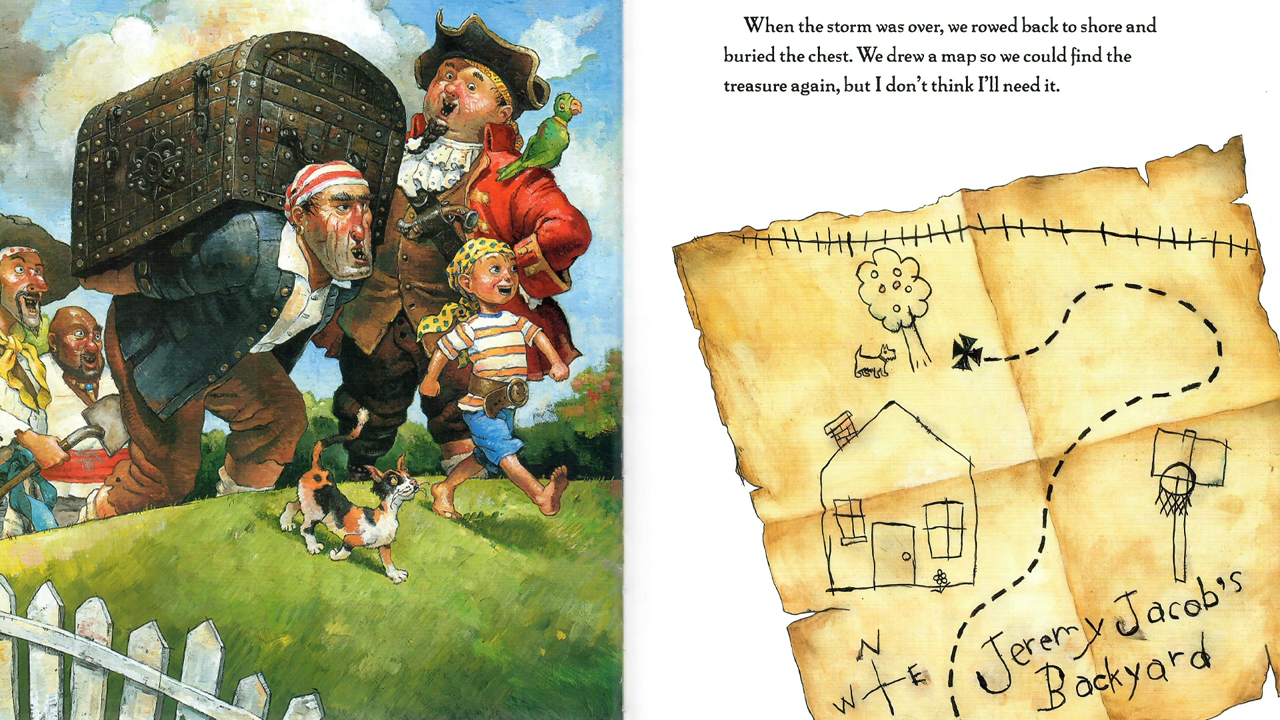 When the storm was over, we rowed back to shore and
buried the chest. We drew a map so we could find the
treasure again, but I don't think I'll need it.
Jeremy Jacob's
Backyard
N
W E